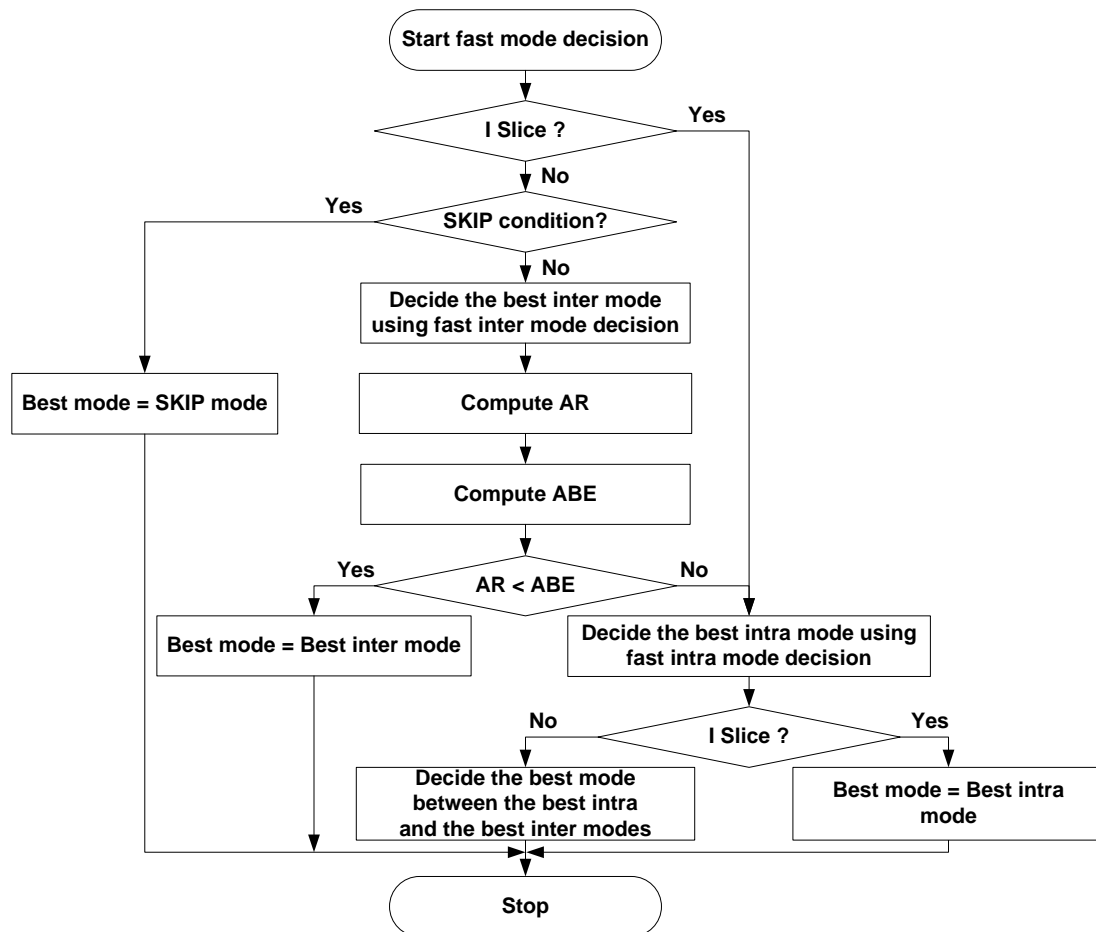 Start fast mode decision
I Slice ?
Yes
No
Yes
SKIP condition?
No
Decide the best inter mode
using fast inter mode decision
Best mode = SKIP mode
Compute AR
Compute ABE
Yes
AR < ABE
No
Best mode = Best inter mode
Decide the best intra mode using
fast intra mode decision
No
I Slice ?
Yes
Decide the best mode
between the best intra
and the best inter modes
Best mode = Best intra
mode
Stop